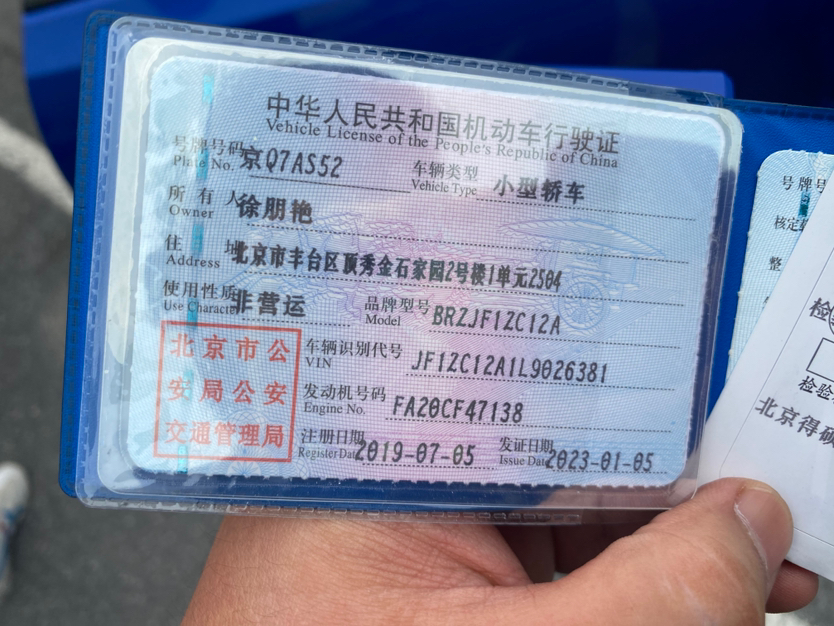 中华人民共和国机动车行驶证
Vehicle License of the People's Republic of China
号牌号码 京Q7AS52 车辆类型 小型轿车
Plate No. Vehicle Type
所有人 徐朋艳
Owner
住址 北京市丰台区顶秀金石家园2号楼1单元2504
Address
使用性质 非营运 品牌型号 BRZJF1ZC12A
Use Character Model
北京市公
安局公安
交通管理局
车辆识别代号 JF1ZC12A1L9026381
VIN
发动机号码 FA20CF47138
Engine No.
注册日期 2019-07-05 发证日期 2023-01-05
Register Date Issue Date
号牌号
核定
整
检
检验
北京得硕